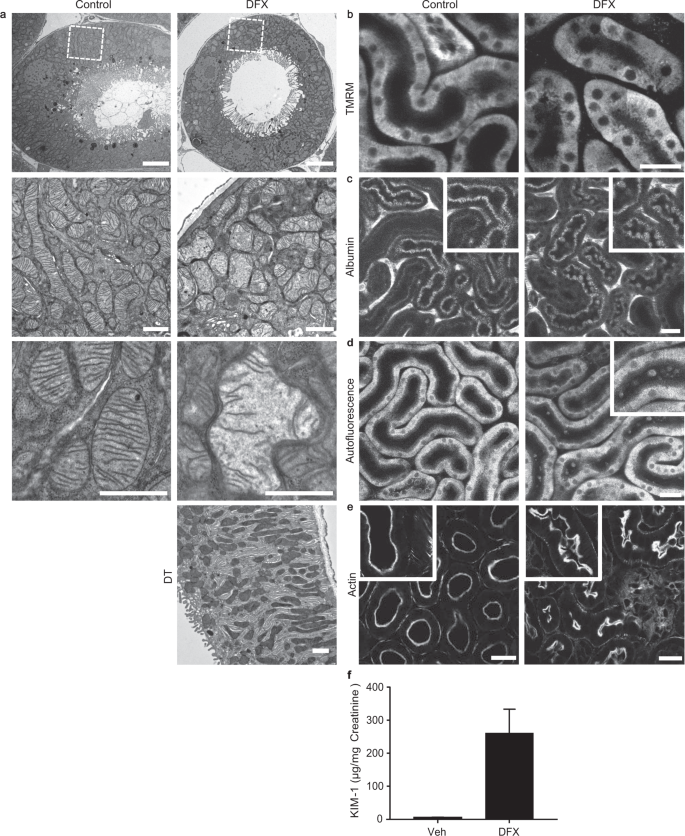 Control DFX Control DFX
a b
TMRM
c
Albumin
d
Autofluorescence
DT
e
Actin
f
KIM-1 (µg/mg Creatinine)
400
300
200
100
0
Veh DFX